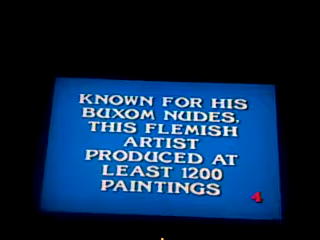 KNOWN FOR HIS
BUXOM NUDES,
THIS FLEMISH
ARTIST
PRODUCED AT
LEAST 1200
PAINTINGS
4